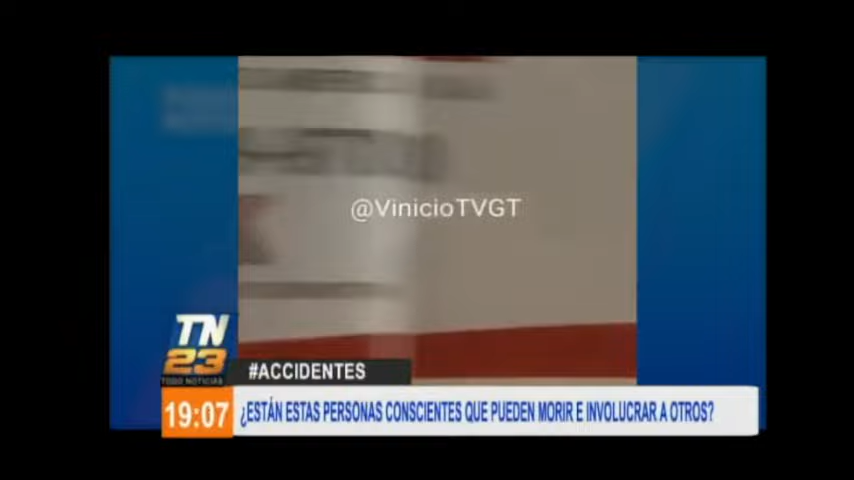 @VinicioTVGT
TN
23
TODO NOTICIAS
#ACCIDENTES
19:07
¿ESTÁN ESTAS PERSONAS CONSCIENTES QUE PUEDEN MORIR E INVOLUCRAR A OTROS?